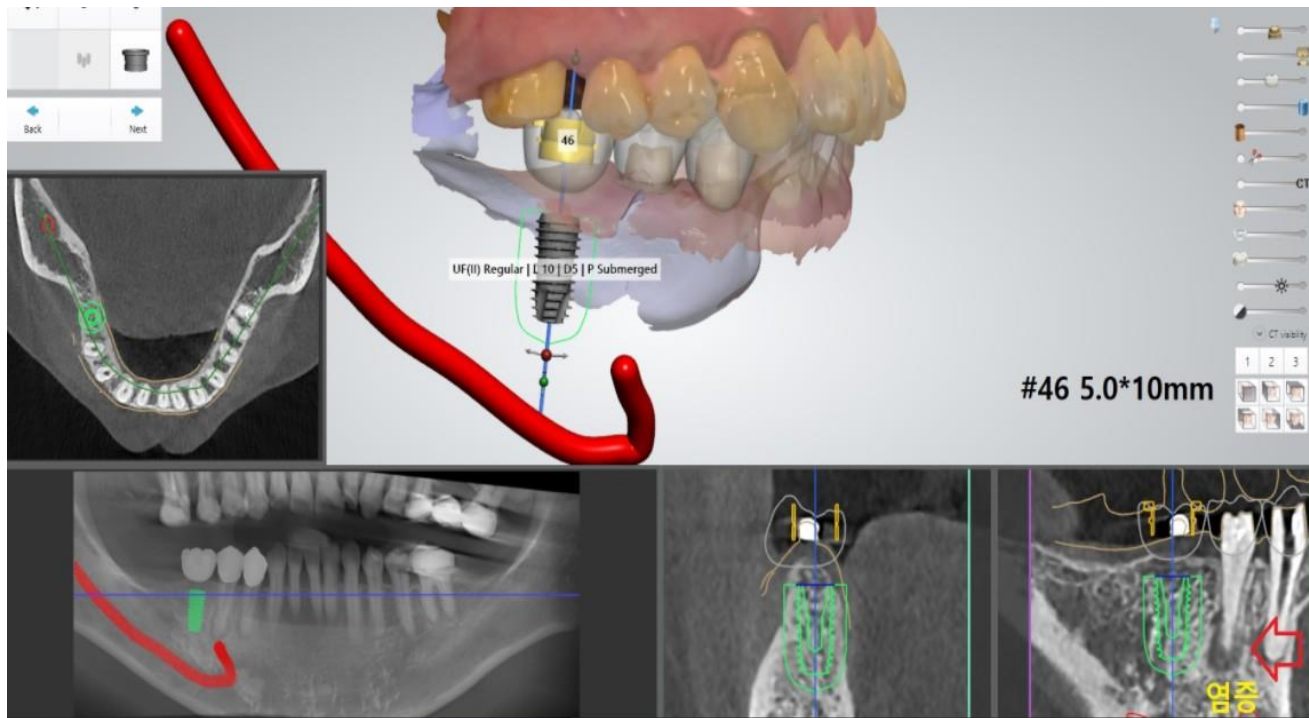 Back
Next
46
UF(II) Regular | L 10 | D5 | P Submerged
CT
CT visibility
1 2 3
#46 5.0*10mm
염증